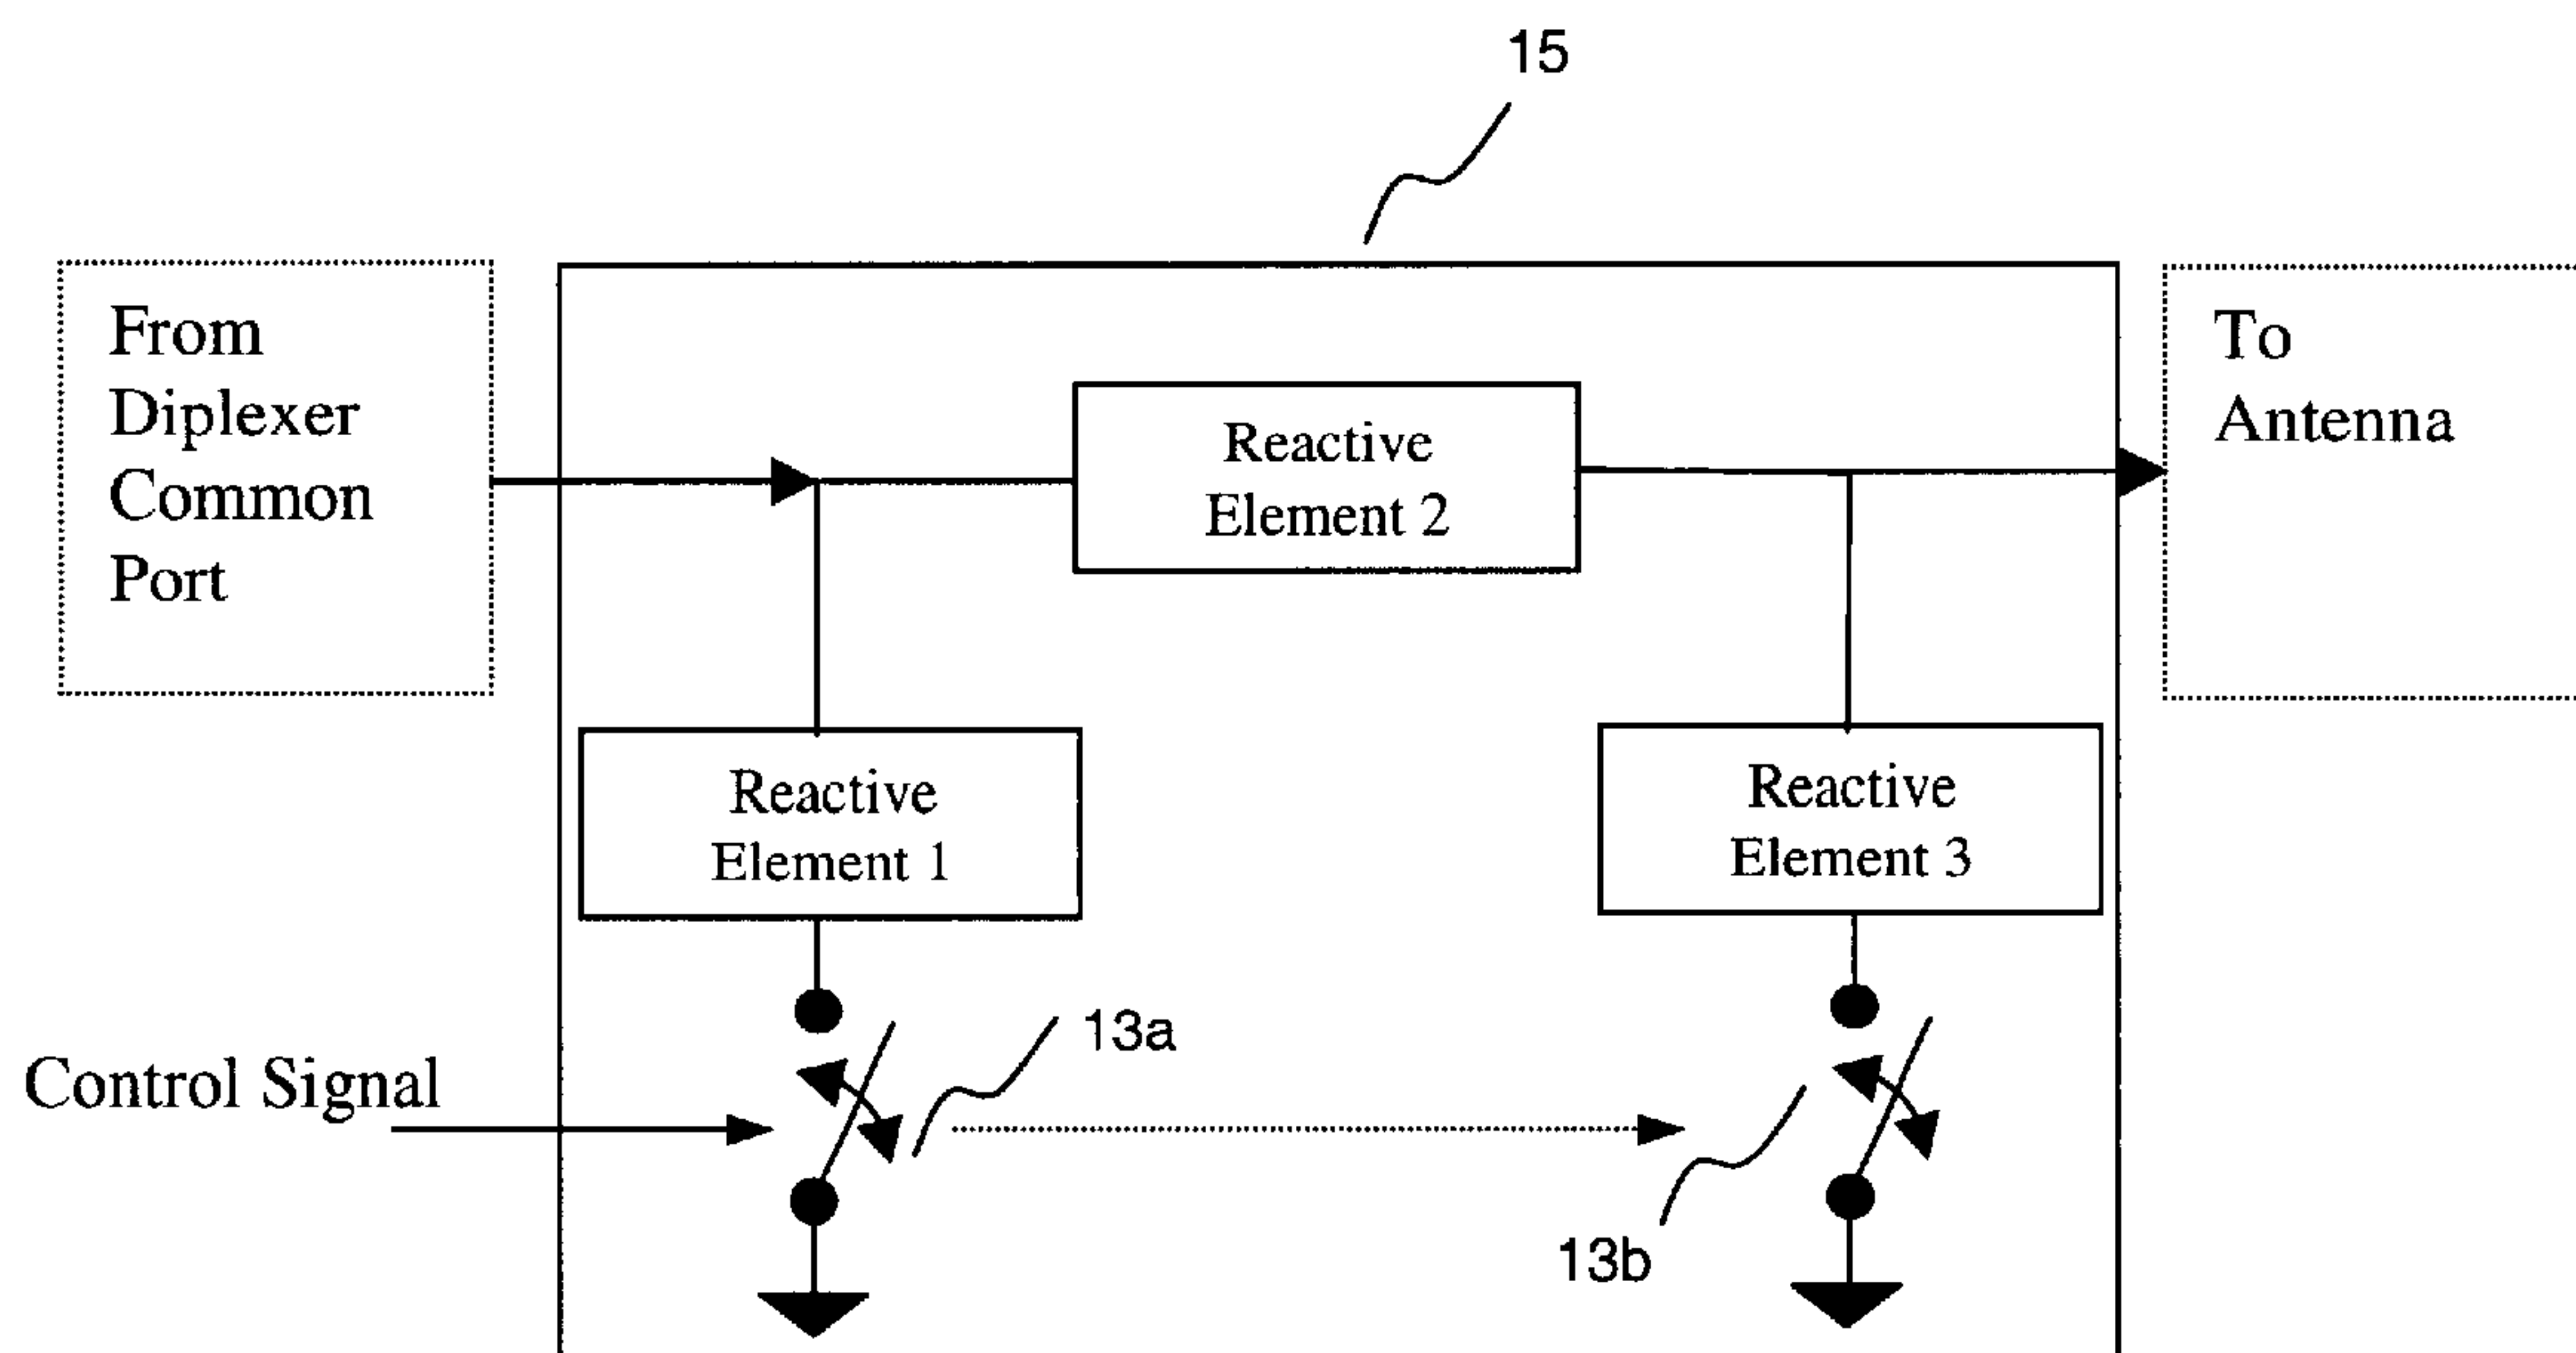 15
From
Diplexer
Common
Port
To
Antenna
Reactive
Element 2
Reactive
Element 1
Reactive
Element 3
Control Signal
13a
13b